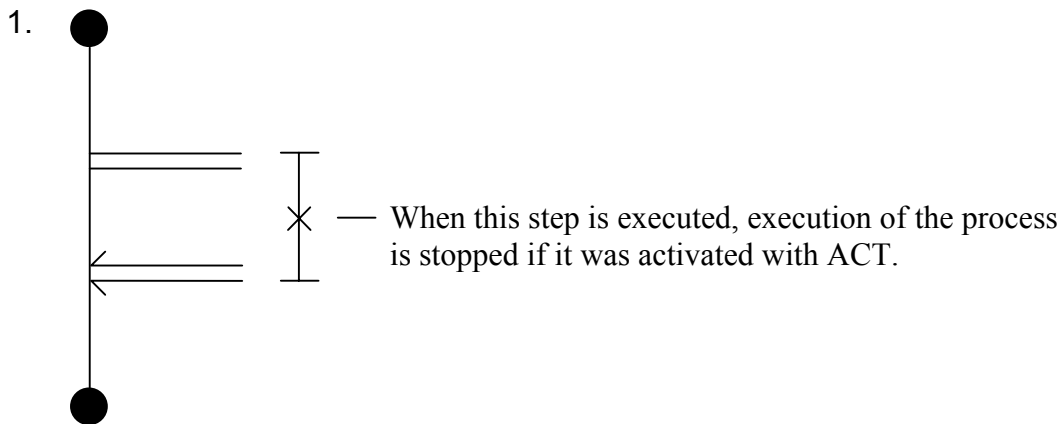 1.
When this step is executed, execution of the process
is stopped if it was activated with ACT.